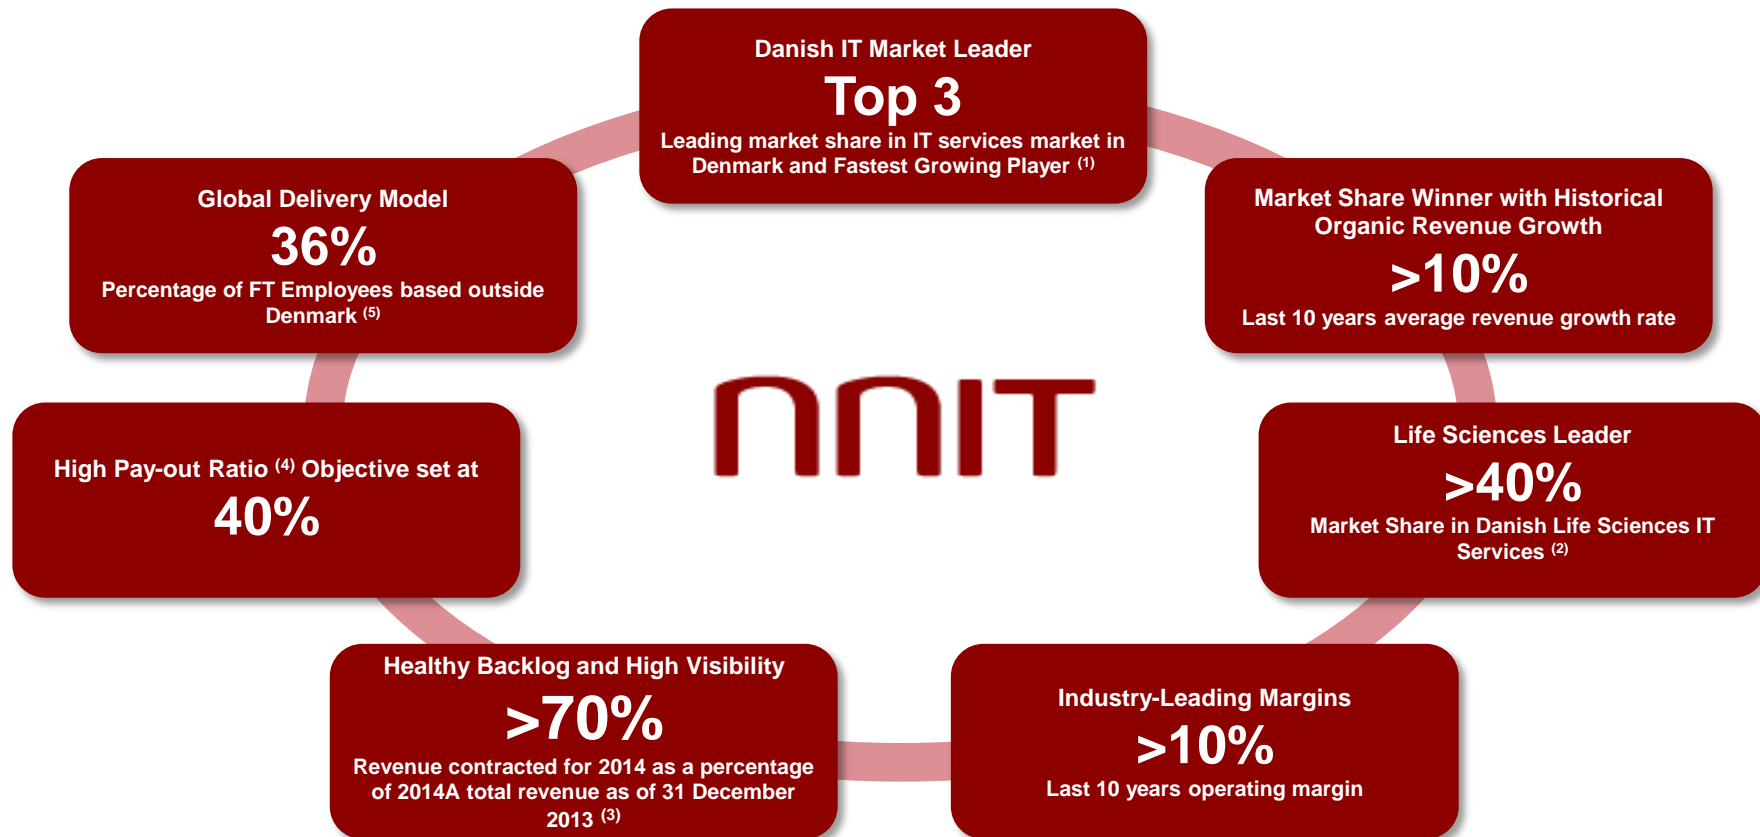 Danish IT Market Leader
Top 3
Leading market share in IT services market in
Denmark and Fastest Growing Player (1)
Market Share Winner with Historical
Organic Revenue Growth
>10%
Last 10 years average revenue growth rate
Life Sciences Leader
>40%
Market Share in Danish Life Sciences IT
Services (2)
Industry-Leading Margins
>10%
Last 10 years operating margin
Healthy Backlog and High Visibility
>70%
Revenue contracted for 2014 as a percentage
of 2014A total revenue as of 31 December
2013 (3)
High Pay-out Ratio (4) Objective set at
40%
Global Delivery Model
36%
Percentage of FT Employees based outside
Denmark (5)
nnIT